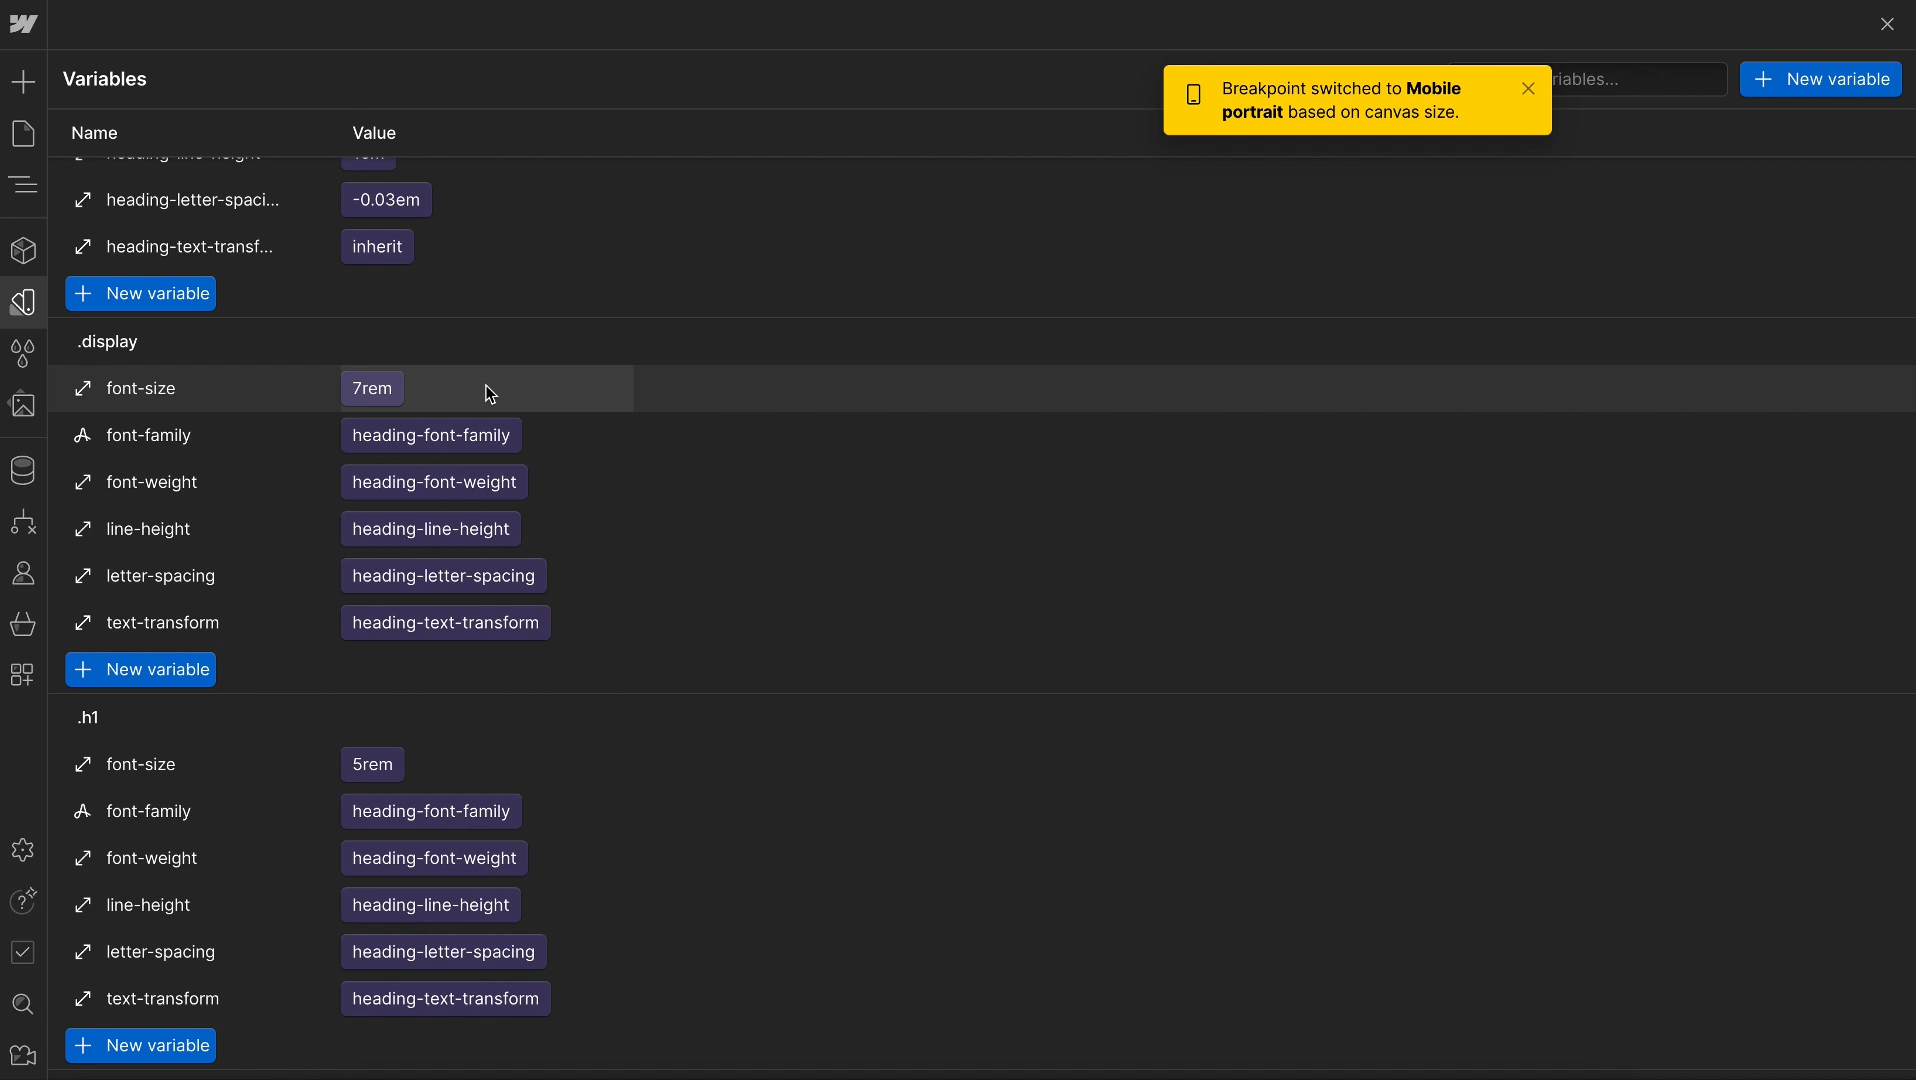 Variables
Breakpoint switched to Mobile
portrait based on canvas size.
riables...
New variable
Name Value
heading-letter-spaci... -0.03em
heading-text-transf... inherit
New variable
.display
font-size 7rem
font-family heading-font-family
font-weight heading-font-weight
line-height heading-line-height
letter-spacing heading-letter-spacing
text-transform heading-text-transform
New variable
.h1
font-size 5rem
font-family heading-font-family
font-weight heading-font-weight
line-height heading-line-height
letter-spacing heading-letter-spacing
text-transform heading-text-transform
New variable